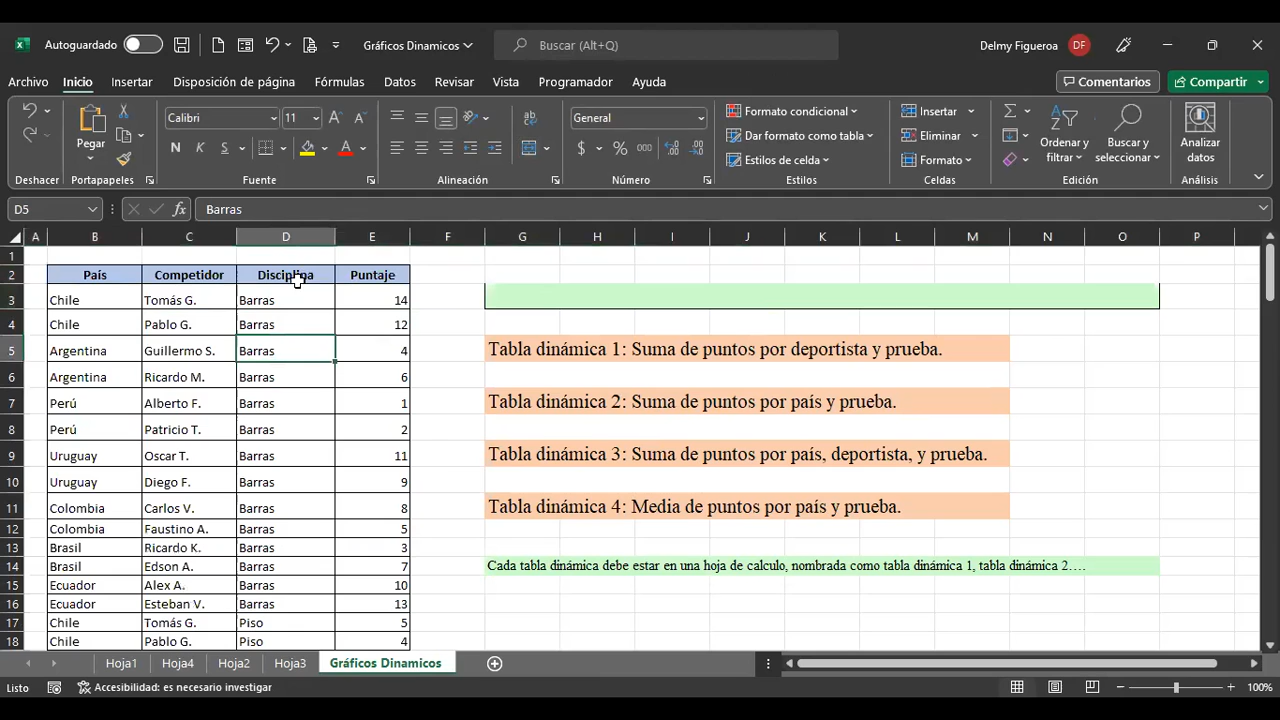 Autoguardado
Gráficos Dinamicos
Buscar (Alt+Q)
Delmy Figueroa
DF
Archivo Inicio Insertar Disposición de página Fórmulas Datos Revisar Vista Programador Ayuda
Comentarios
Compartir
Pegar
Calibri
11
N K S
General
$ % 000
Formato condicional
Dar formato como tabla
Estilos de celda
Insertar
Eliminar
Formato
Ordenar y filtrar
Buscar y seleccionar
Analizar datos
Deshacer Portapapeles Fuente Alineación Número Estilos Celdas Edición Análisis
D5
fx
Barras
A B C D E F G H I J K L M N O P
1
2 País Competidor Disciplina Puntaje
3 Chile Tomás G. Barras 14
4 Chile Pablo G. Barras 12
5 Argentina Guillermo S. Barras 4 Tabla dinámica 1: Suma de puntos por deportista y prueba.
6 Argentina Ricardo M. Barras 6
7 Perú Alberto F. Barras 1 Tabla dinámica 2: Suma de puntos por país y prueba.
8 Perú Patricio T. Barras 2
9 Uruguay Oscar T. Barras 11 Tabla dinámica 3: Suma de puntos por país, deportista, y prueba.
10 Uruguay Diego F. Barras 9
11 Colombia Carlos V. Barras 8 Tabla dinámica 4: Media de puntos por país y prueba.
12 Colombia Faustino A. Barras 5
13 Brasil Ricardo K. Barras 3
14 Brasil Edson A. Barras 7 Cada tabla dinámica debe estar en una hoja de calculo, nombrada como tabla dinámica 1, tabla dinámica 2….
15 Ecuador Alex A. Barras 10
16 Ecuador Esteban V. Barras 13
17 Chile Tomás G. Piso 5
18 Chile Pablo G. Piso 4
Hoja1 Hoja4 Hoja2 Hoja3 Gráficos Dinamicos
Listo
Accesibilidad: es necesario investigar
100%